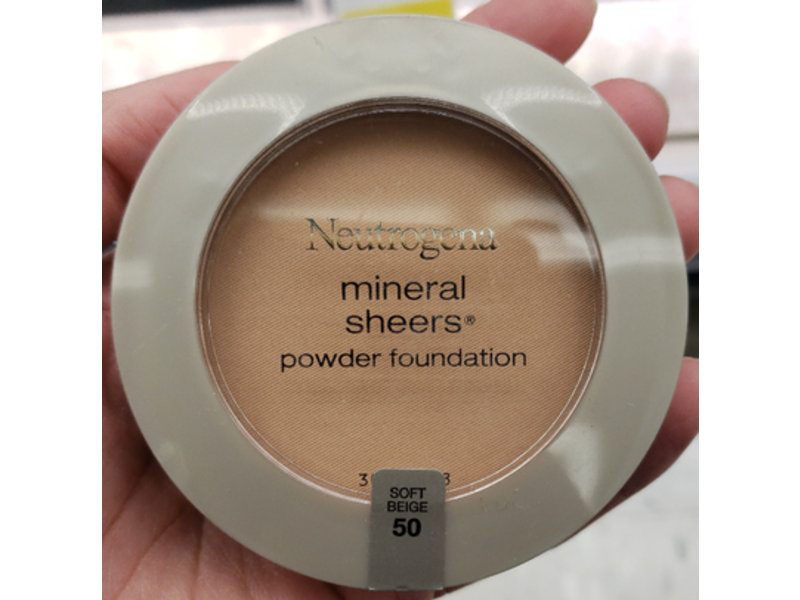 Neutrogena
mineral
sheers®
powder foundation
SOFT
BEIGE
50